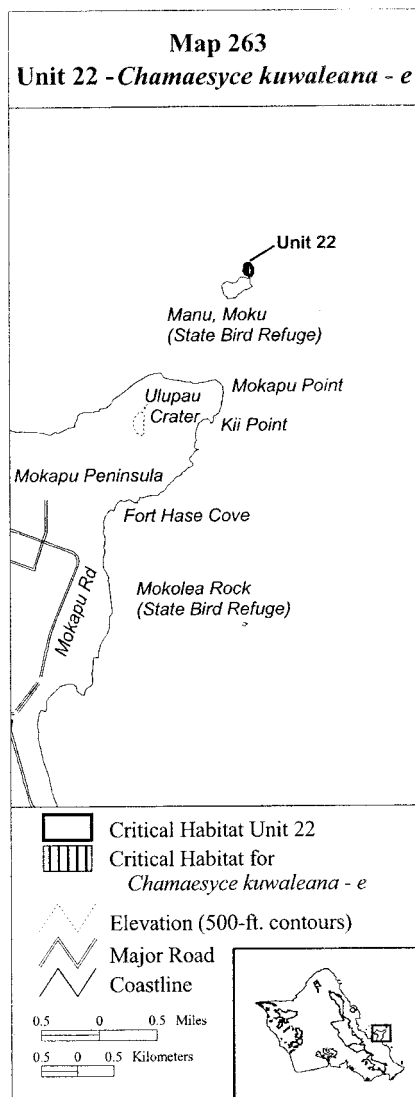 Map 263
Unit 22 - Chamaesyce kuwaleana - e
Unit 22
Manu, Moku
(State Bird Refuge)
Ulupau
Crater
Mokapu Point
Kii Point
Mokapu Peninsula
Fort Hase Cove
Mokapu Rd
Mokolea Rock
(State Bird Refuge)
Critical Habitat Unit 22
Critical Habitat for
Chamaesyce kuwaleana - e
Elevation (500-ft. contours)
Major Road
Coastline
0.5 0 0.5 Miles
0.5 0 0.5 Kilometers